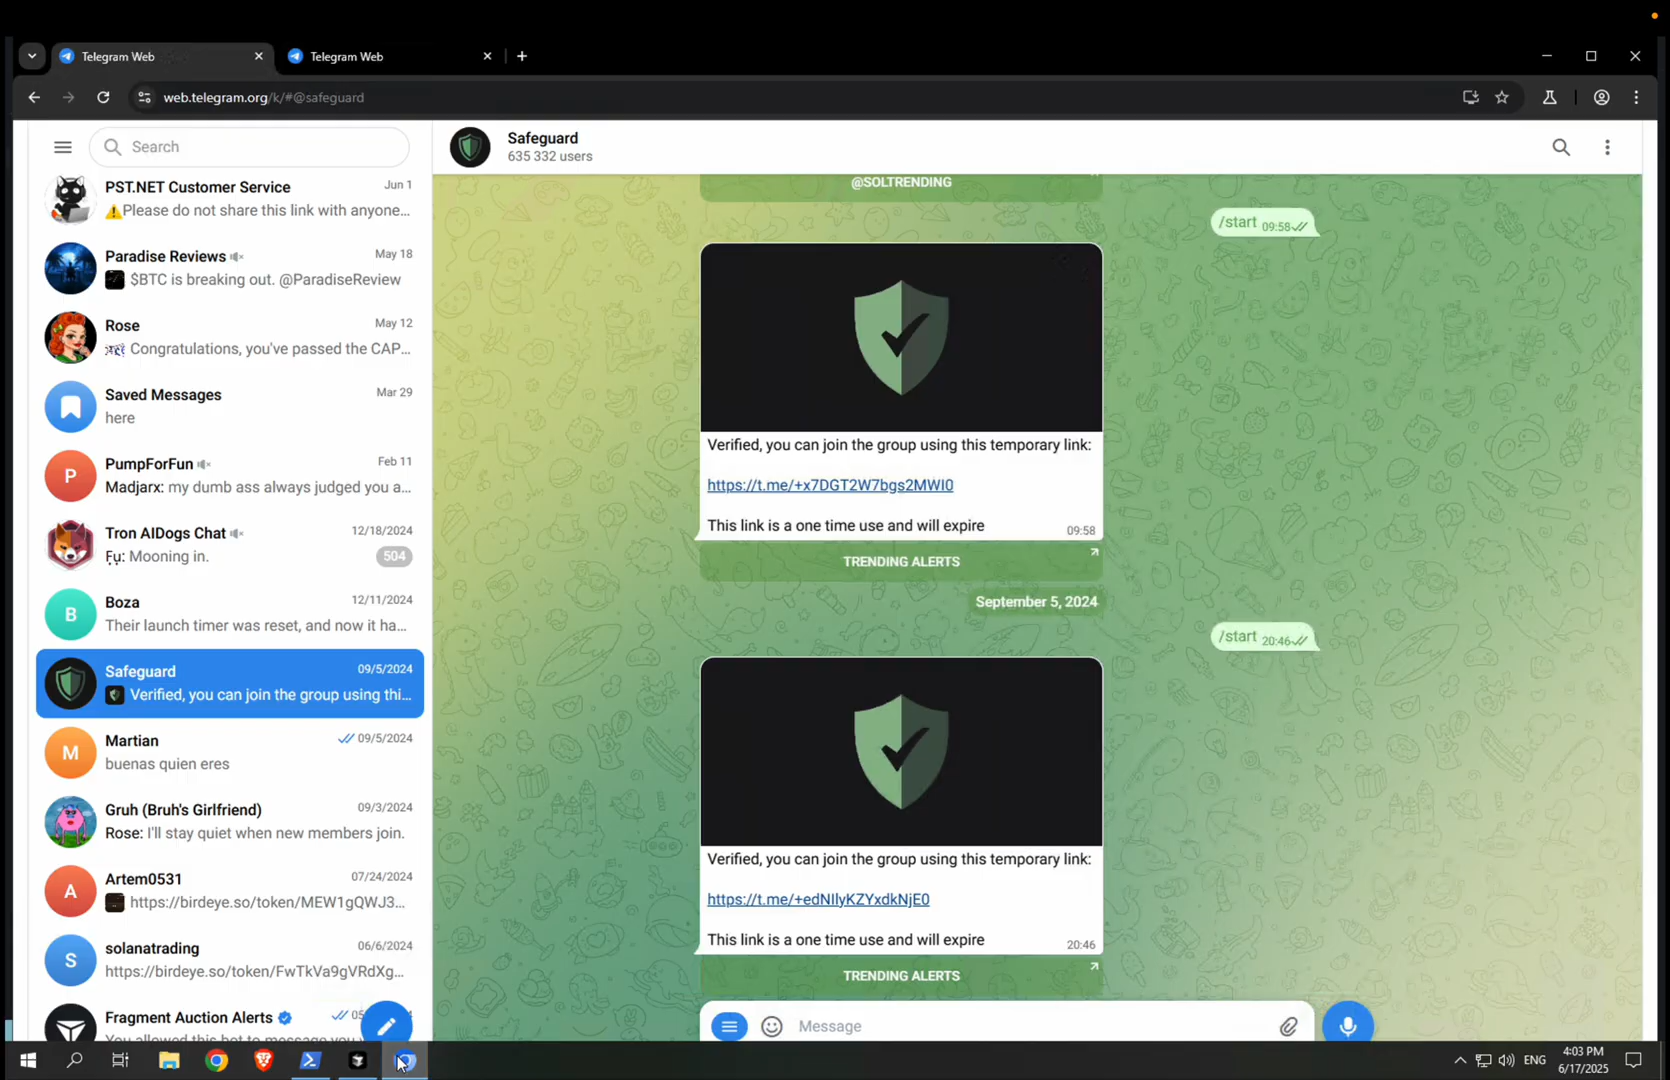 Telegram Web
Telegram Web
web.telegram.org/k/#@safeguard
Search
Safeguard
635 332 users
PST.NET Customer Service
Jun 1
⚠️Please do not share this link with anyone...
Paradise Reviews
May 18
$BTC is breaking out. @ParadiseReview
Rose
May 12
Congratulations, you've passed the CAP...
Saved Messages
Mar 29
here
PumpForFun
Feb 11
P
Madjarx: my dumb ass always judged you a...
Tron AIDogs Chat
12/18/2024
Fụ: Mooning in.
504
Boza
12/11/2024
B
Their launch timer was reset, and now it ha...
Safeguard
09/5/2024
Verified, you can join the group using thi...
Martian
09/5/2024
M
buenas quien eres
Gruh (Bruh's Girlfriend)
09/3/2024
Rose: I'll stay quiet when new members join.
Artem0531
07/24/2024
A
https://birdeye.so/token/MEW1gQWJ3...
solanatrading
06/6/2024
S
https://birdeye.so/token/FwTkVa9gVRdXg...
Fragment Auction Alerts
@SOLTRENDING
/start 09:58
Verified, you can join the group using this temporary link:
https://t.me/+x7DGT2W7bgs2MWI0
This link is a one time use and will expire
09:58
TRENDING ALERTS
September 5, 2024
/start 20:46
Verified, you can join the group using this temporary link:
https://t.me/+edNIlyKZYxdkNjE0
This link is a one time use and will expire
20:46
TRENDING ALERTS
Message
ENG
4:03 PM
6/17/2025